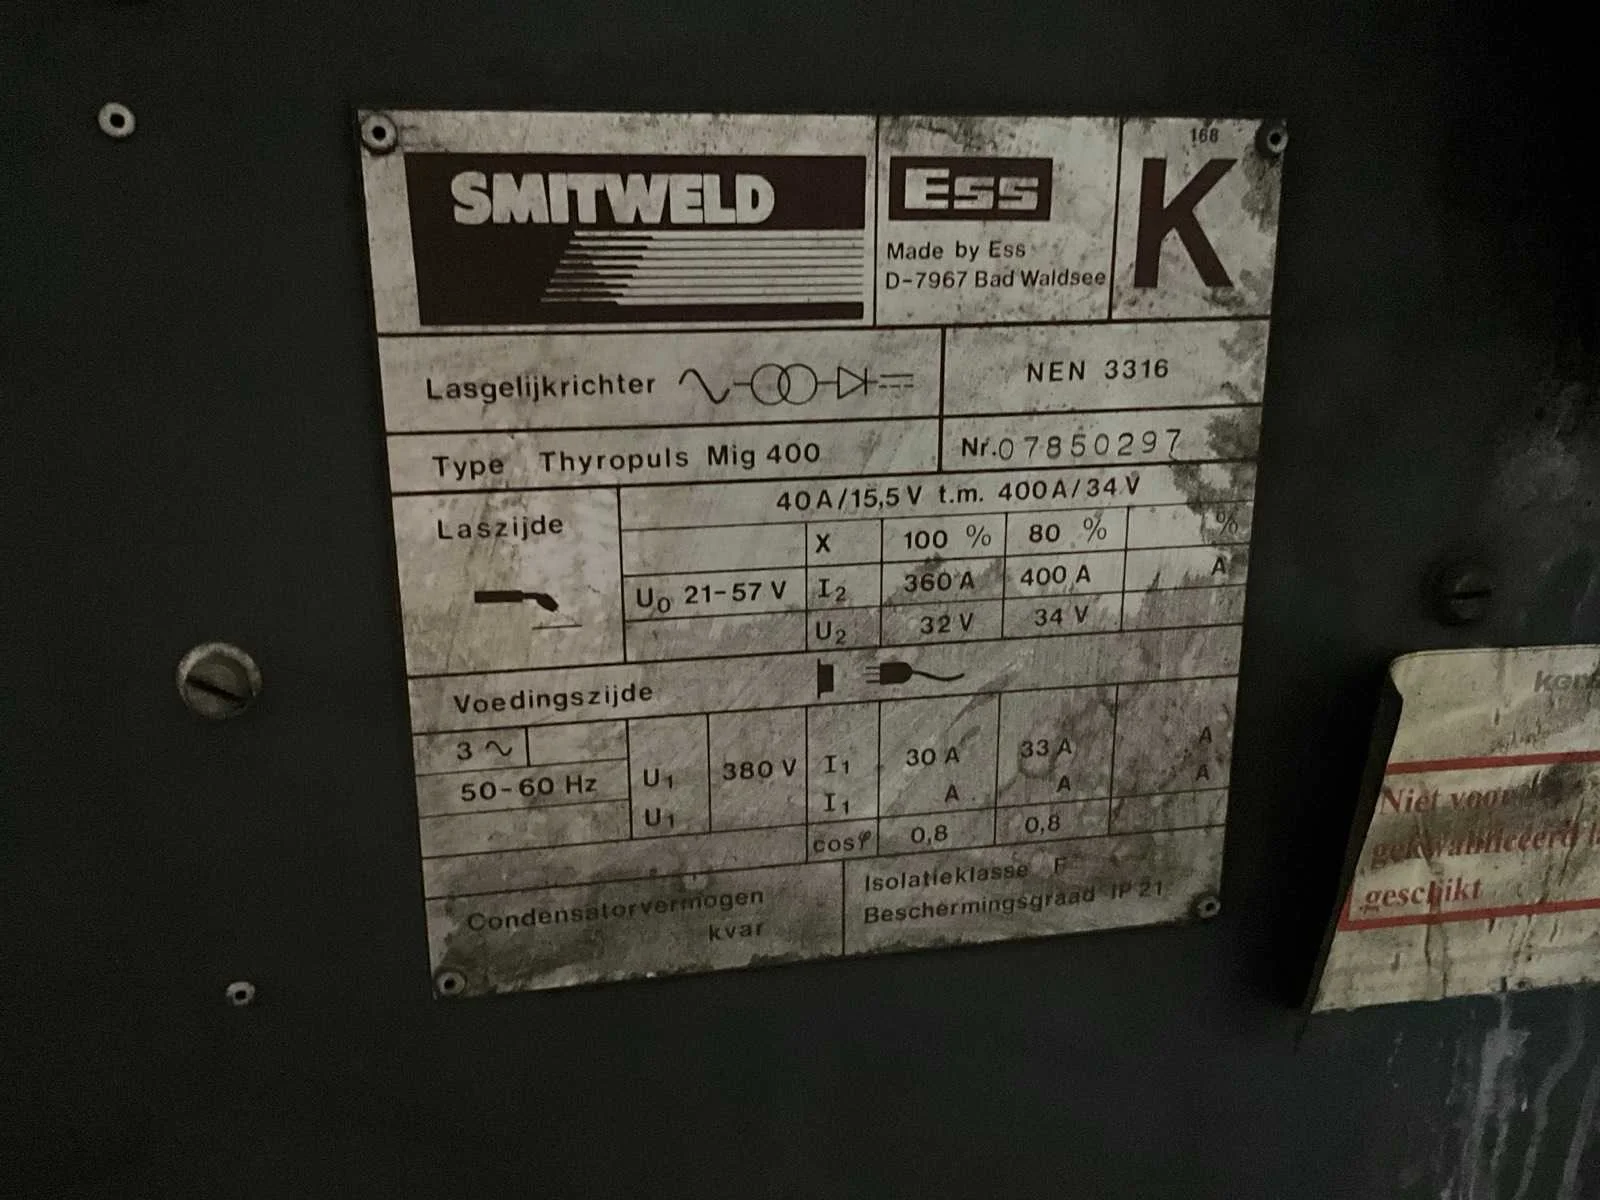 168
SMITWELD
Ess
K
Made by Ess
D-7967 Bad Waldsee
Lasgelijkrichter
NEN 3316
Type Thyropuls Mig 400
Nr. 07850297
Laszijde
40A/15,5V t.m. 400A/34V
X 100 % 80 % %
U0 21-57 V I2 360 A 400 A A
U2 32 V 34 V
Voedingszijde
3 ~
50-60 Hz
U1 380 V I1 30 A 33 A A
U1 I1 A A A
cosφ 0,8 0,8
Condensatorvermogen
kvar
Isolatieklasse F
Beschermingsgraad IP 21
Niet voor
geschikt